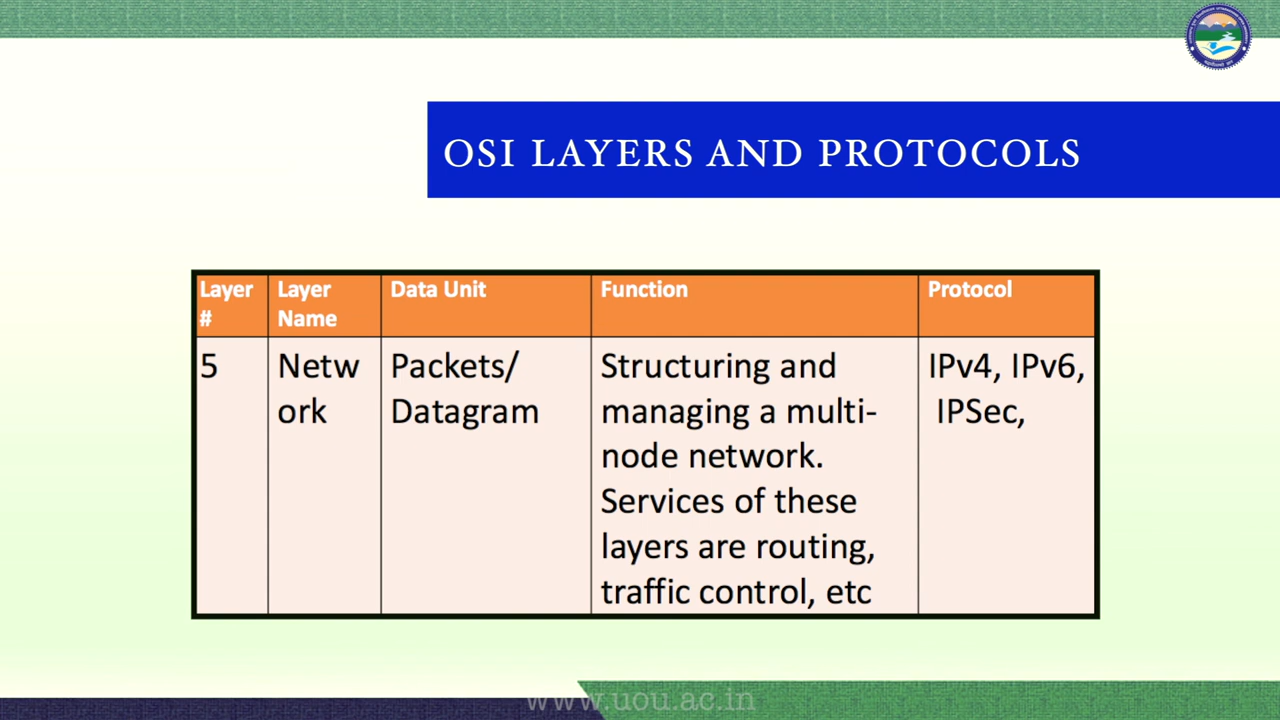 OSI LAYERS AND PROTOCOLS
Layer #
Layer Name
Data Unit
Function
Protocol
5
Netw
ork
Packets/
Datagram
Structuring and
managing a multi-
node network.
Services of these
layers are routing,
traffic control, etc
IPv4, IPv6,
IPSec,
www.uou.ac.in